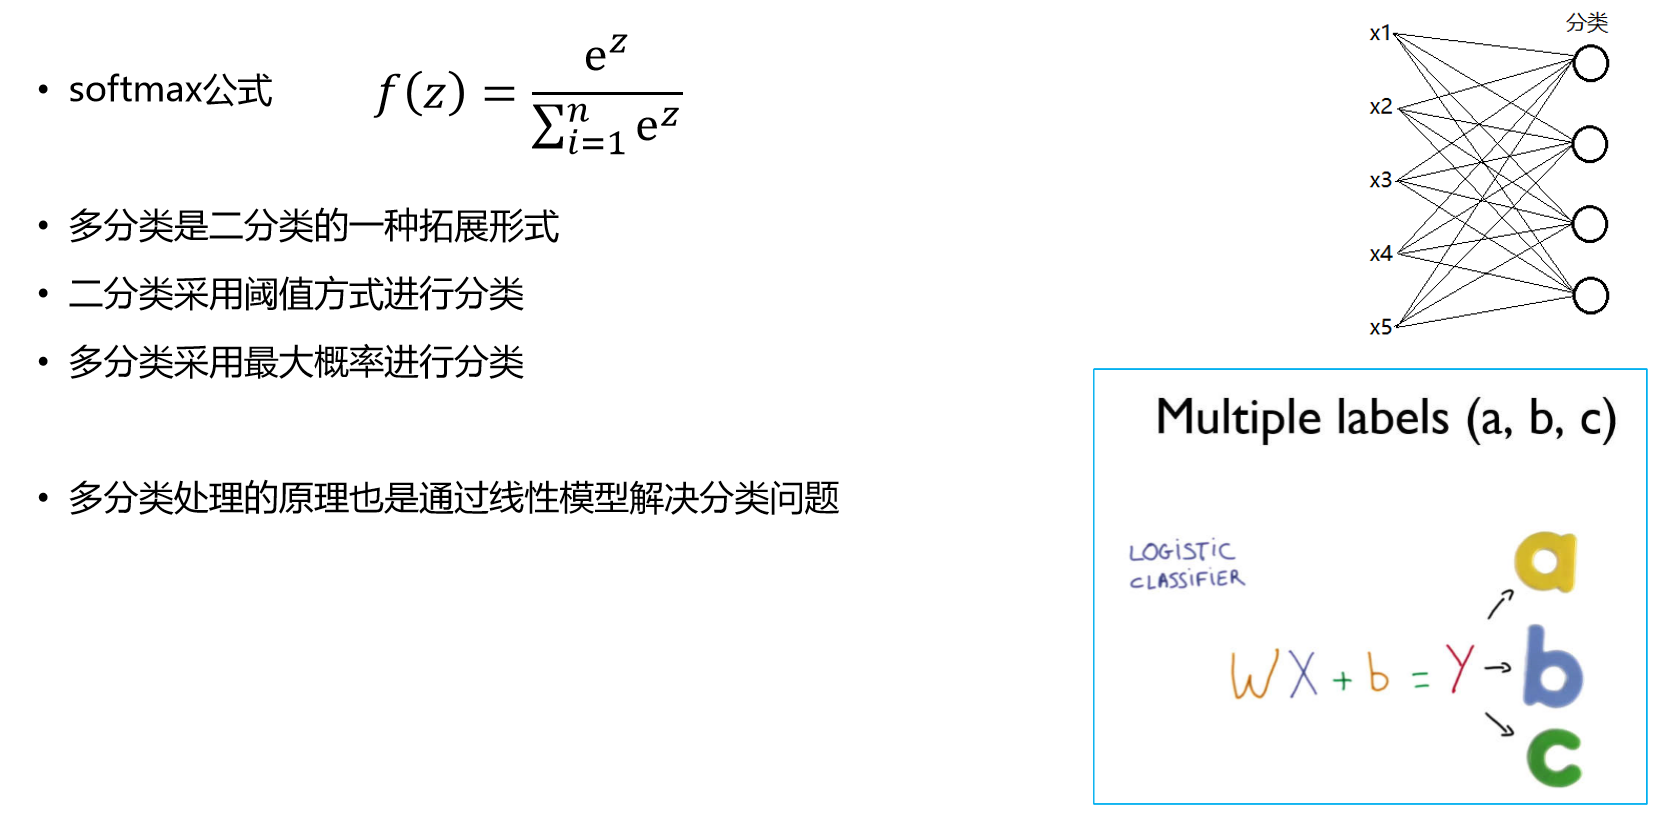 • softmax公式 f(z) = e^z / ∑_{i=1}^{n} e^z
• 多分类是二分类的一种拓展形式
• 二分类采用阈值方式进行分类
• 多分类采用最大概率进行分类
• 多分类处理的原理也是通过线性模型解决分类问题
分类
x1
x2
x3
x4
x5
Multiple labels (a, b, c)
LOGISTIC
CLASSIFIER
WX + b = Y
a
b
c